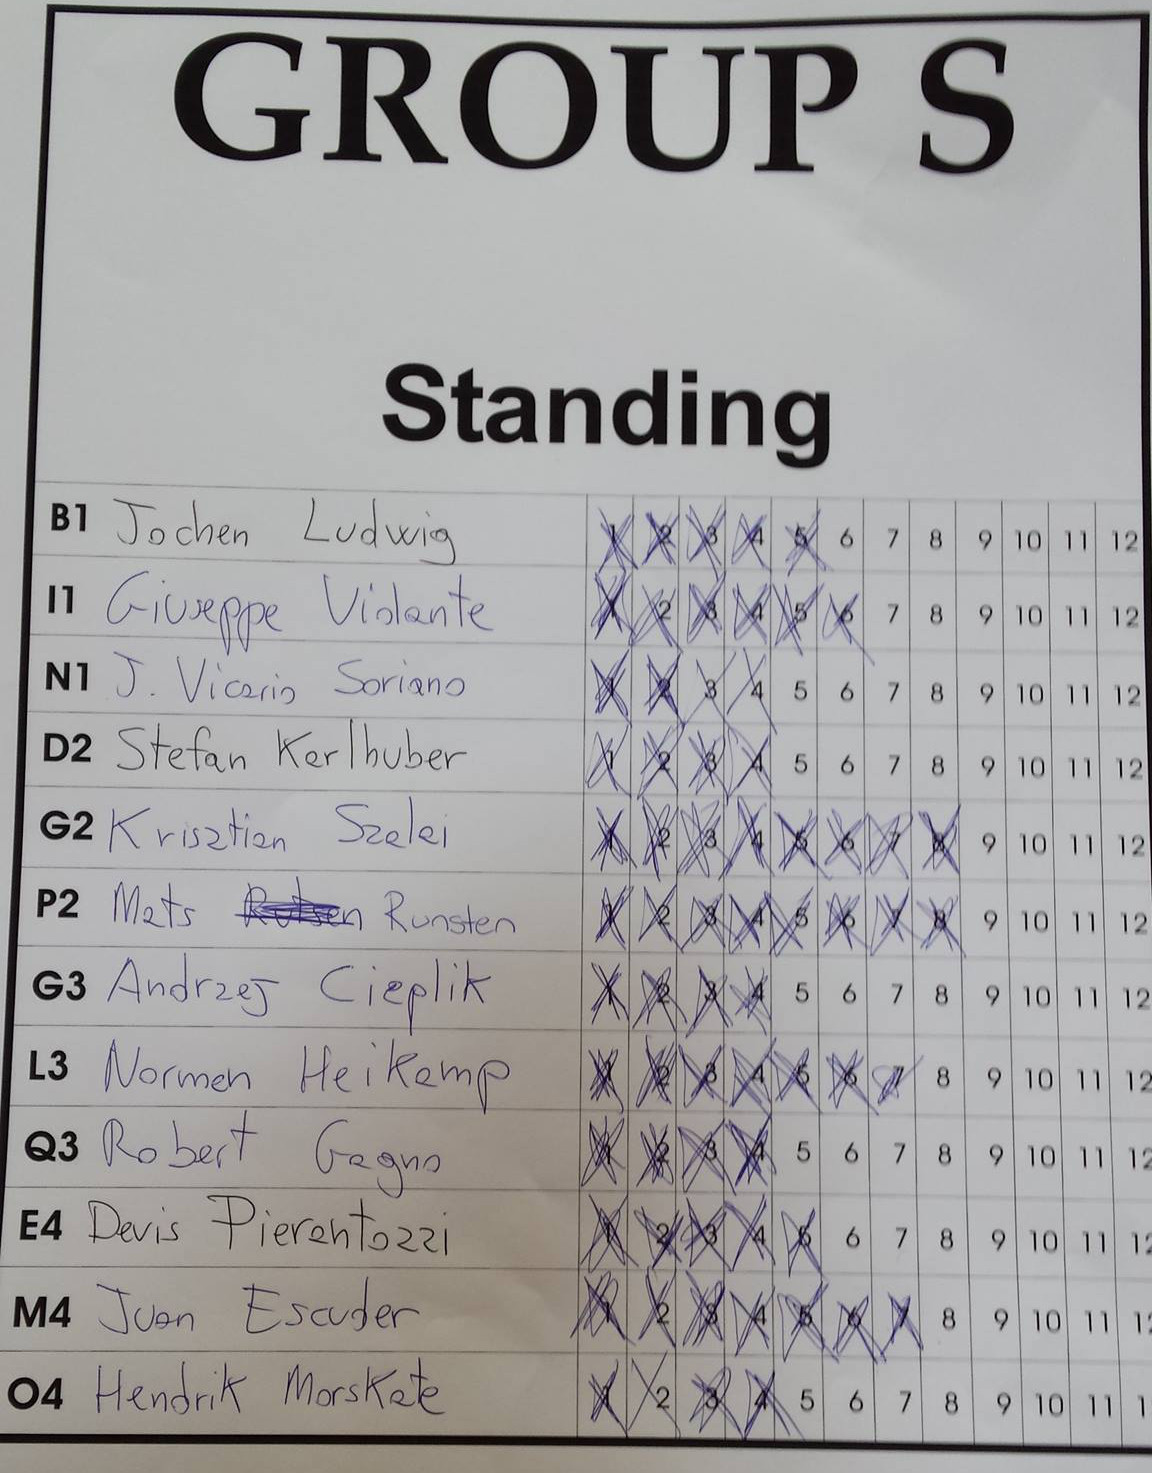 GROUP S
Standing
B1 Jochen Ludwig 1 2 3 4 5 6 7 8 9 10 11 12
I1 Giuseppe Violante 1 2 3 4 5 6 7 8 9 10 11 12
N1 J. Vicario Soriano 1 2 3 4 5 6 7 8 9 10 11 12
D2 Stefan Karlhuber 1 2 3 4 5 6 7 8 9 10 11 12
G2 Krisztian Szalai 1 2 3 4 5 6 7 8 9 10 11 12
P2 Mats Runsten 1 2 3 4 5 6 7 8 9 10 11 12
G3 Andrzej Cieplik 1 2 3 4 5 6 7 8 9 10 11 12
L3 Norman Heikamp 1 2 3 4 5 6 7 8 9 10 11 12
Q3 Robert Gagno 1 2 3 4 5 6 7 8 9 10 11 12
E4 Devis Pierantozzi 1 2 3 4 5 6 7 8 9 10 11 12
M4 Juan Escuder 1 2 3 4 5 6 7 8 9 10 11 12
O4 Hendrik Morskate 1 2 3 4 5 6 7 8 9 10 11 1